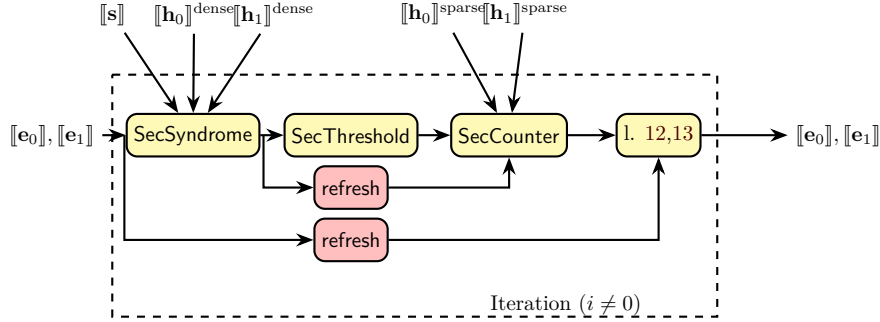 ⟦s⟧ ⟦h₀⟧ᵈᵉⁿˢᵉ ⟦h₁⟧ᵈᵉⁿˢᵉ ⟦h₀⟧ˢᵖᵃʳˢᵉ ⟦h₁⟧ˢᵖᵃʳˢᵉ
⟦e₀⟧, ⟦e₁⟧ SecSyndrome SecThreshold SecCounter l. 12,13 ⟦e₀⟧, ⟦e₁⟧
refresh
refresh
Iteration (i ≠ 0)